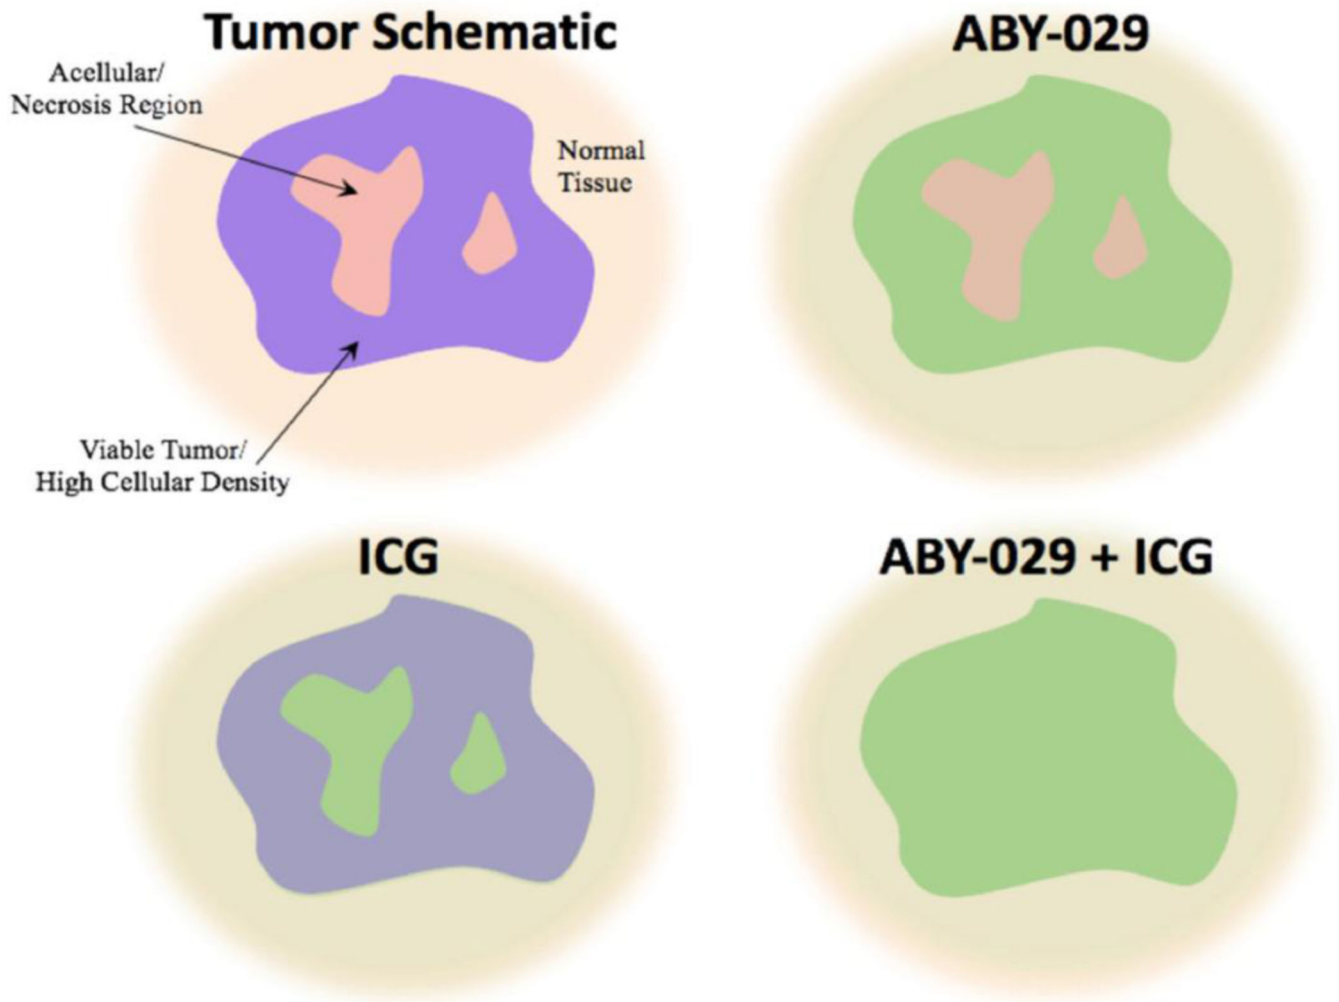 Tumor Schematic
Acellular/
Necrosis Region
Normal
Tissue
Viable Tumor/
High Cellular Density
ABY-029
ICG
ABY-029 + ICG